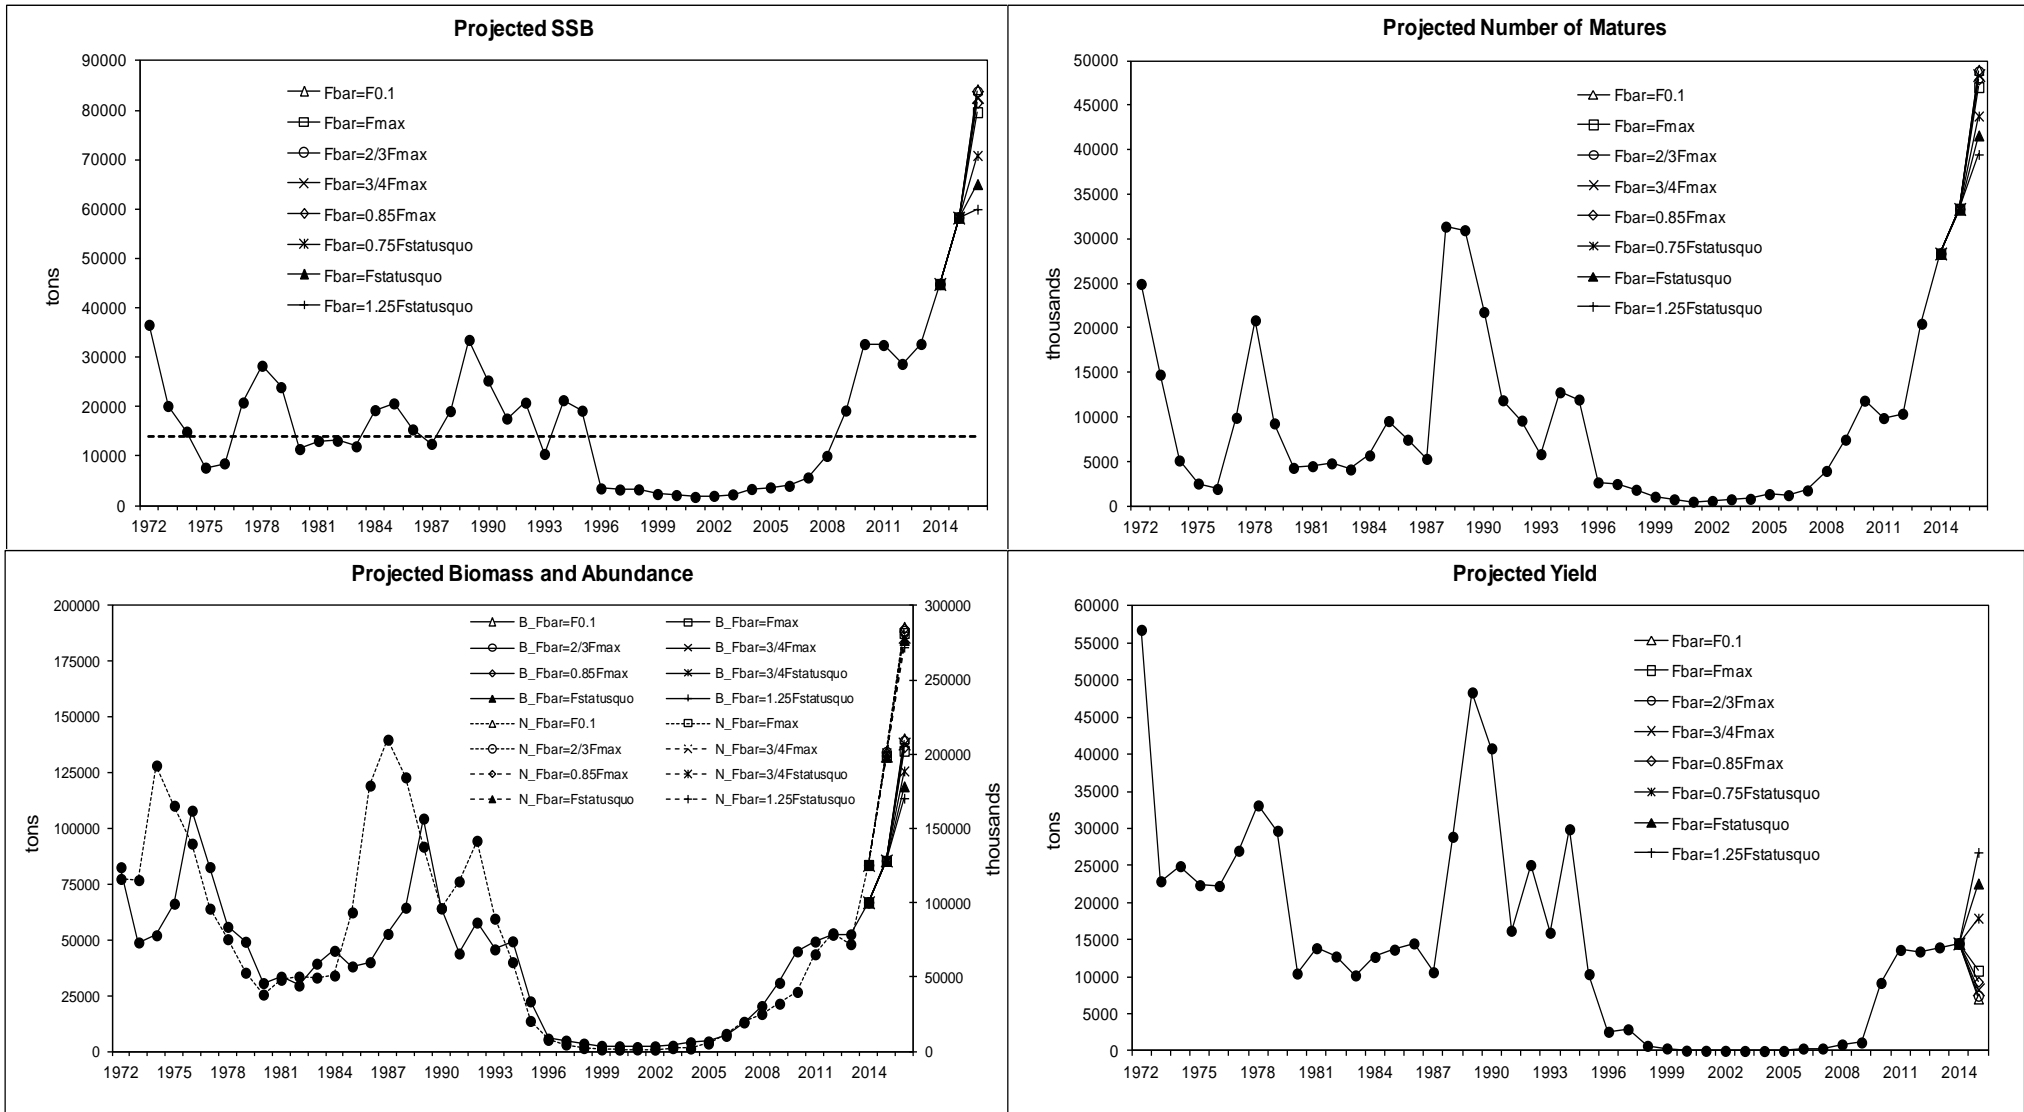 Projected SSB
90000
80000
70000
60000
50000
40000
30000
20000
10000
0
tons
Fbar=F0.1
Fbar=Fmax
Fbar=2/3Fmax
Fbar=3/4Fmax
Fbar=0.85Fmax
Fbar=0.75Fstatusquo
Fbar=Fstatusquo
Fbar=1.25Fstatusquo
1972 1975 1978 1981 1984 1987 1990 1993 1996 1999 2002 2005 2008 2011 2014
Projected Number of Matures
50000
45000
40000
35000
30000
25000
20000
15000
10000
5000
0
thousands
Fbar=F0.1
Fbar=Fmax
Fbar=2/3Fmax
Fbar=3/4Fmax
Fbar=0.85Fmax
Fbar=0.75Fstatusquo
Fbar=Fstatusquo
Fbar=1.25Fstatusquo
1972 1975 1978 1981 1984 1987 1990 1993 1996 1999 2002 2005 2008 2011 2014
Projected Biomass and Abundance
200000
175000
150000
125000
100000
75000
50000
25000
0
tons
B_Fbar=F0.1 B_Fbar=Fmax
B_Fbar=2/3Fmax B_Fbar=3/4Fmax
B_Fbar=0.85Fmax B_Fbar=3/4Fstatusquo
B_Fbar=Fstatusquo B_Fbar=1.25Fstatusquo
N_Fbar=F0.1 N_Fbar=Fmax
N_Fbar=2/3Fmax N_Fbar=3/4Fmax
N_Fbar=0.85Fmax N_Fbar=3/4Fstatusquo
N_Fbar=Fstatusquo N_Fbar=1.25Fstatusquo
300000
250000
200000
150000
100000
50000
0
thousands
1972 1975 1978 1981 1984 1987 1990 1993 1996 1999 2002 2005 2008 2011 2014
Projected Yield
60000
55000
50000
45000
40000
35000
30000
25000
20000
15000
10000
5000
0
tons
Fbar=F0.1
Fbar=Fmax
Fbar=2/3Fmax
Fbar=3/4Fmax
Fbar=0.85Fmax
Fbar=0.75Fstatusquo
Fbar=Fstatusquo
Fbar=1.25Fstatusquo
1972 1975 1978 1981 1984 1987 1990 1993 1996 1999 2002 2005 2008 2011 2014